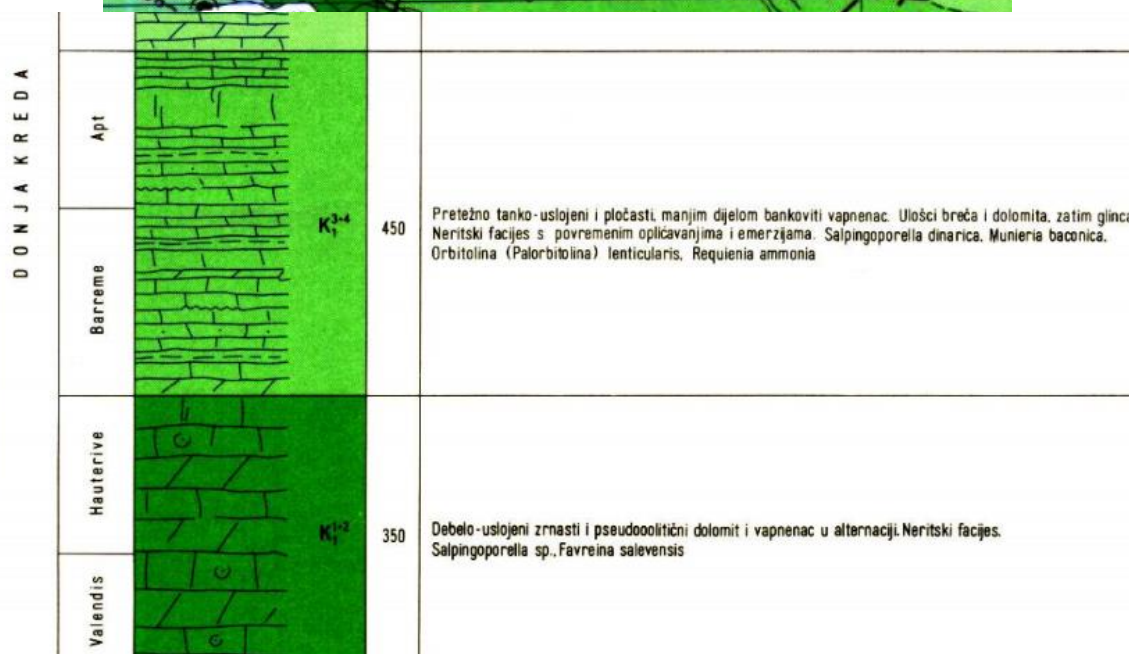 DONJA KREDA
Apt
Barreme
K₁³⁺⁴
450
Pretežno tanko-uslojeni i pločasti, manjim dijelom bankoviti vapnenac. Ulošci breča i dolomita, zatim glinca
Neritski facijes s povremenim oplićavanjima i emerzijama. Salpingoporella dinarica, Munieria baconica,
Orbitolina (Palorbitolina) lenticularis, Requienia ammonia
Hauterive
Valendis
K₁¹⁺²
350
Debelo-uslojeni zrnasti i pseudooolitični dolomit i vapnenac u alternaciji. Neritski facijes.
Salpingoporella sp., Favreina salevensis